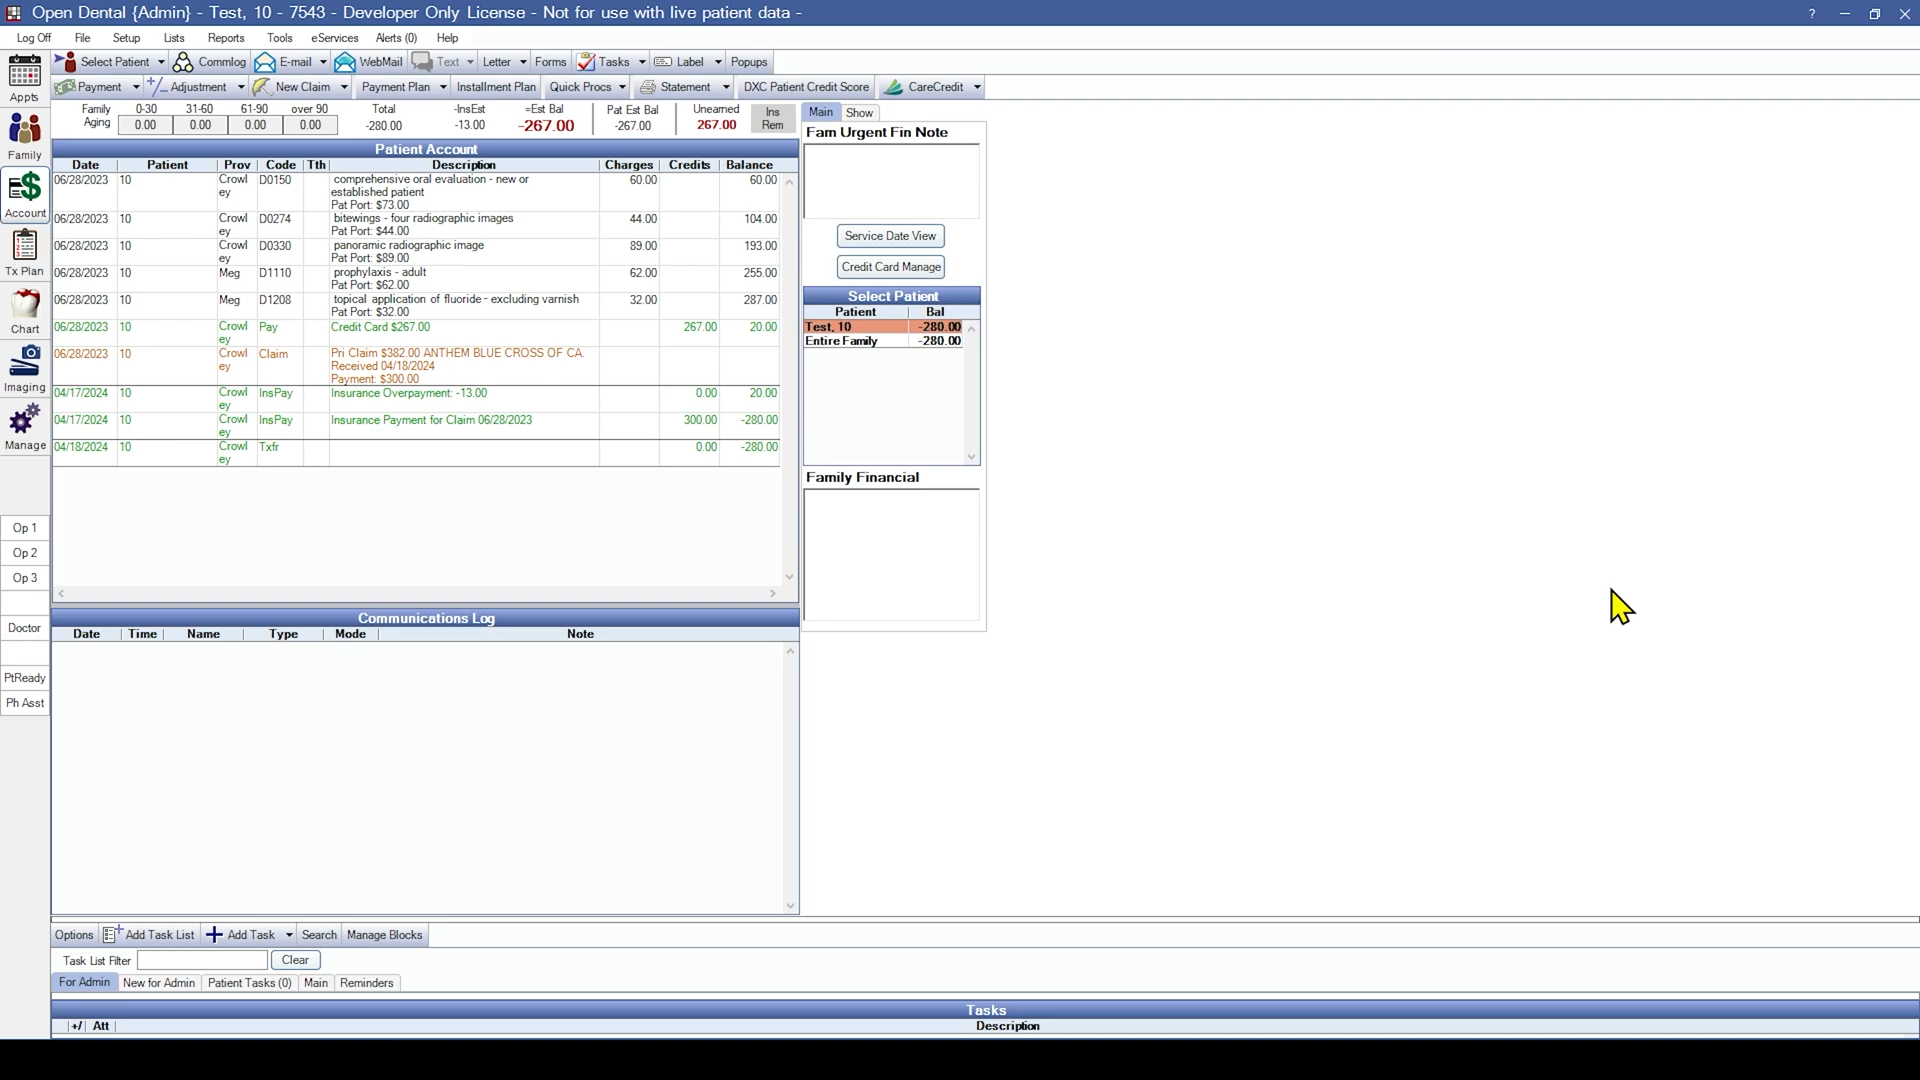 Open Dental {Admin} - Test, 10 - 7543 - Developer Only License - Not for use with live patient data -
Log Off File Setup Lists Reports Tools eServices Alerts (0) Help
Select Patient Commlog E-mail WebMail Text Letter Forms Tasks Label Popups
Payment Adjustment New Claim Payment Plan Installment Plan Quick Procs Statement DXC Patient Credit Score CareCredit
Appts
Family
Account
Tx Plan
Chart
Imaging
Manage
Op 1
Op 2
Op 3
Doctor
PtReady
Ph Asst
Family Aging 0-30 31-60 61-90 over 90 Total -InsEst =Est Bal Pat Est Bal Unearned Ins Rem
0.00 0.00 0.00 0.00 -280.00 -13.00 -267.00 -267.00 267.00
Patient Account
Date Patient Prov Code Tth Description Charges Credits Balance
06/28/2023 10 Crowl D0150 comprehensive oral evaluation - new or 60.00 60.00
ey established patient
Pat Port: $73.00
06/28/2023 10 Crowl D0274 bitewings - four radiographic images 44.00 104.00
ey Pat Port: $44.00
06/28/2023 10 Crowl D0330 panoramic radiographic image 89.00 193.00
ey Pat Port: $89.00
06/28/2023 10 Meg D1110 prophylaxis - adult 62.00 255.00
Pat Port: $62.00
06/28/2023 10 Meg D1208 topical application of fluoride - excluding varnish 32.00 287.00
Pat Port: $32.00
06/28/2023 10 Crowl Pay Credit Card $267.00 267.00 20.00
ey
06/28/2023 10 Crowl Claim Pri Claim $382.00 ANTHEM BLUE CROSS OF CA.
ey Received 04/18/2024
Payment: $300.00
04/17/2024 10 Crowl InsPay Insurance Overpayment: -13.00 0.00 20.00
ey
04/17/2024 10 Crowl InsPay Insurance Payment for Claim 06/28/2023 300.00 -280.00
ey
04/18/2024 10 Crowl Txfr 0.00 -280.00
ey
Main Show
Fam Urgent Fin Note
Service Date View
Credit Card Manage
Select Patient
Patient Bal
Test, 10 -280.00
Entire Family -280.00
Family Financial
Communications Log
Date Time Name Type Mode Note
Options Add Task List Add Task Search Manage Blocks
Task List Filter Clear
For Admin New for Admin Patient Tasks (0) Main Reminders
Tasks
+/ Att Description